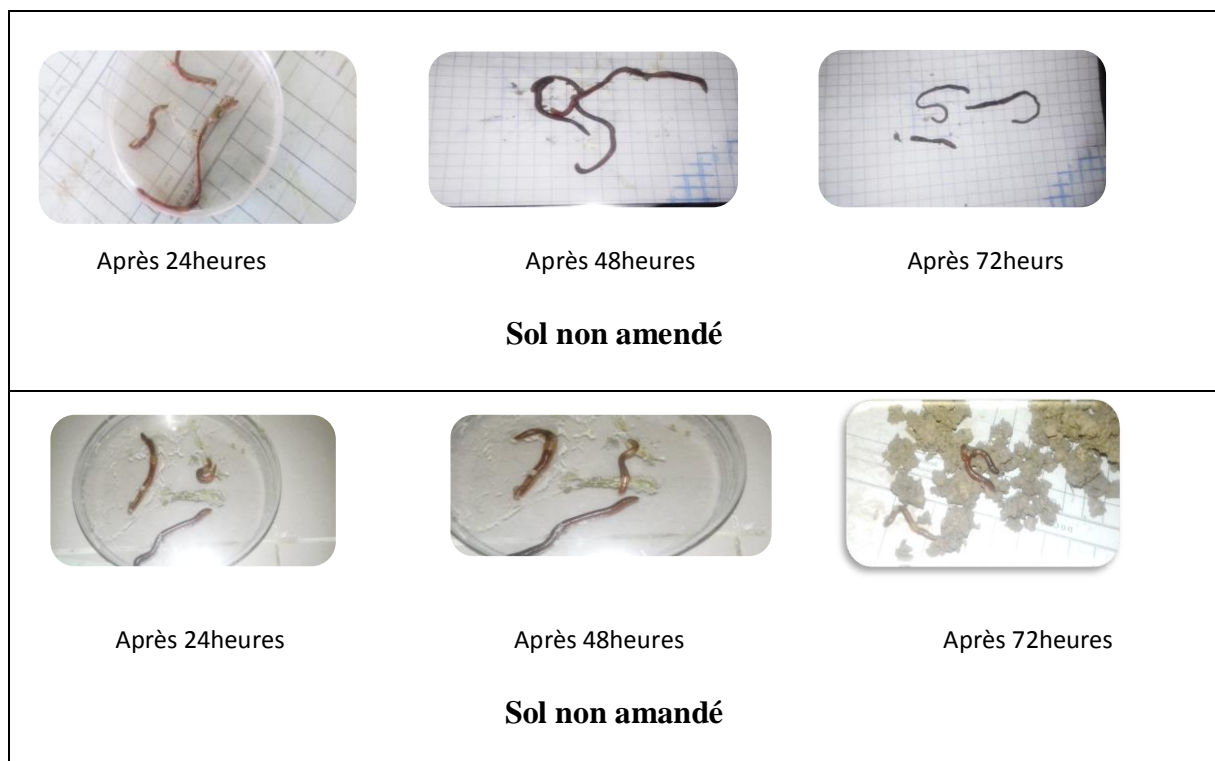 Après 24heures Après 48heures Après 72heurs
Sol non amendé
Après 24heures Après 48heures Après 72heures
Sol non amandé